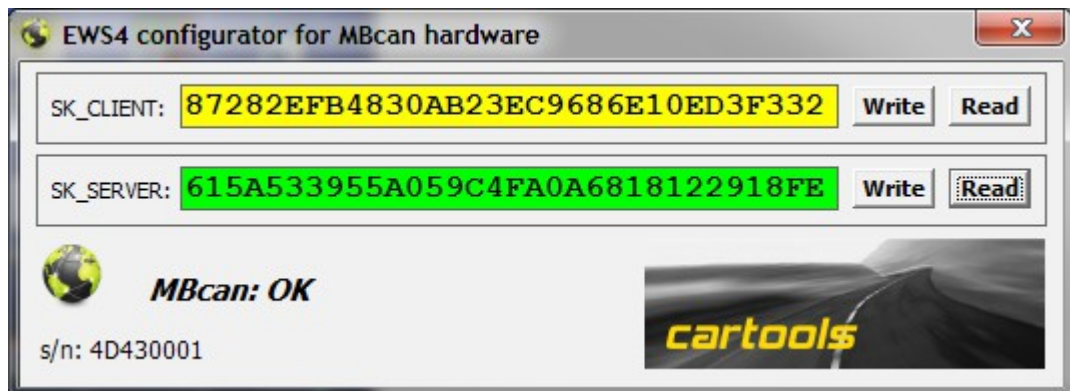 EWS4 configurator for MBcan hardware
SK_CLIENT: 87282EFB4830AB23EC9686E10ED3F332 Write Read
SK_SERVER: 615A533955A059C4FA0A6818122918FE Write Read
MBcan: OK
cartools
s/n: 4D430001